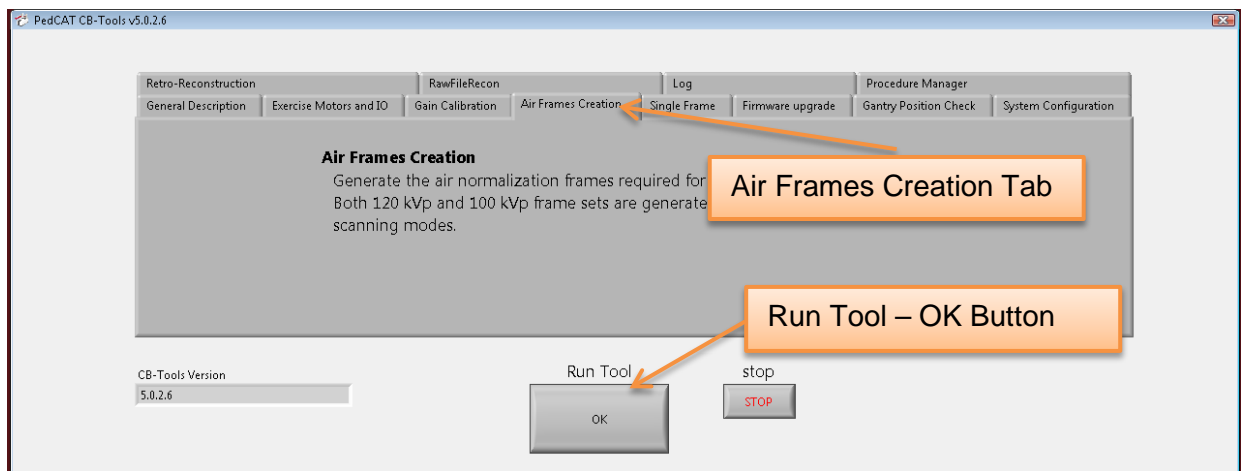 PedCAT CB-Tools v5.0.2.6
Retro-Reconstruction RawFileRecon Log Procedure Manager
General Description Exercise Motors and IO Gain Calibration Air Frames Creation Single Frame Firmware upgrade Gantry Position Check System Configuration
Air Frames Creation
Generate the air normalization frames required for
Both 120 kVp and 100 kVp frame sets are generate
scanning modes.
Air Frames Creation Tab
Run Tool – OK Button
CB-Tools Version
5.0.2.6
Run Tool
OK
stop
STOP